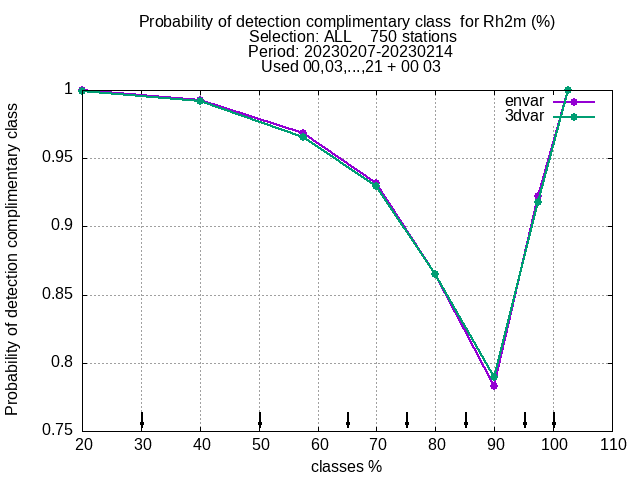 Probability of detection complimentary class  for Rh2m (%)
Selection: ALL    750 stations
Period: 20230207-20230214
Used 00,03,...,21 + 00 03
envar
3dvar
Probability of detection complimentary class
1
0.95
0.9
0.85
0.8
0.75
20 30 40 50 60 70 80 90 100 110
classes %